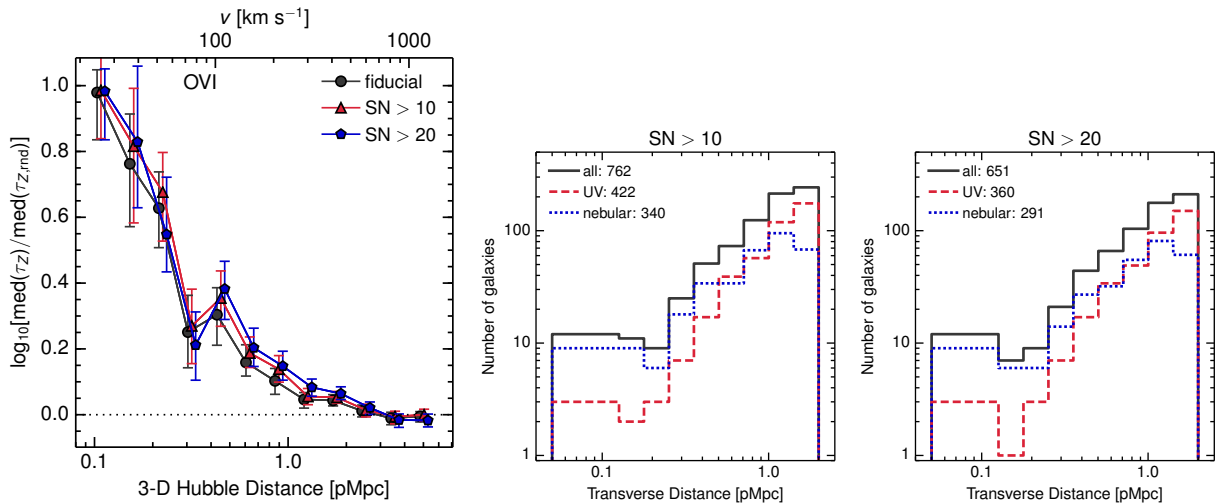 v [km s⁻¹]
100 1000
OVI
fiducial
SN > 10
SN > 20
log₁₀[med(τ_Z)/med(τ_Z,rnd)]
1.0
0.8
0.6
0.4
0.2
0.0
0.1 1.0
3-D Hubble Distance [pMpc]
SN > 10
all: 762
UV: 422
nebular: 340
Number of galaxies
100
10
1
0.1 1.0
Transverse Distance [pMpc]
SN > 20
all: 651
UV: 360
nebular: 291
Number of galaxies
100
10
1
0.1 1.0
Transverse Distance [pMpc]